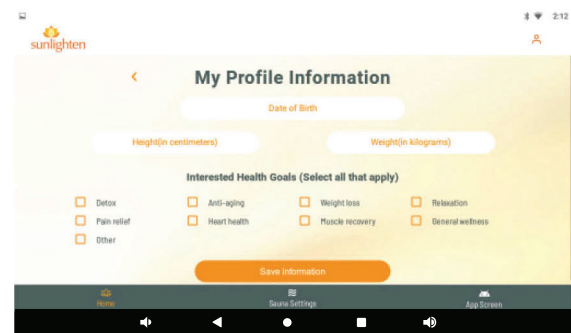 2:12
sunlighten
My Profile Information
Date of Birth
Height(in centimeters) Weight(in kilograms)
Interested Health Goals (Select all that apply)
Detox Anti-aging Weight loss Relaxation
Pain relief Heart health Muscle recovery General wellness
Other
Save Information
Home Sauna Settings App Screen